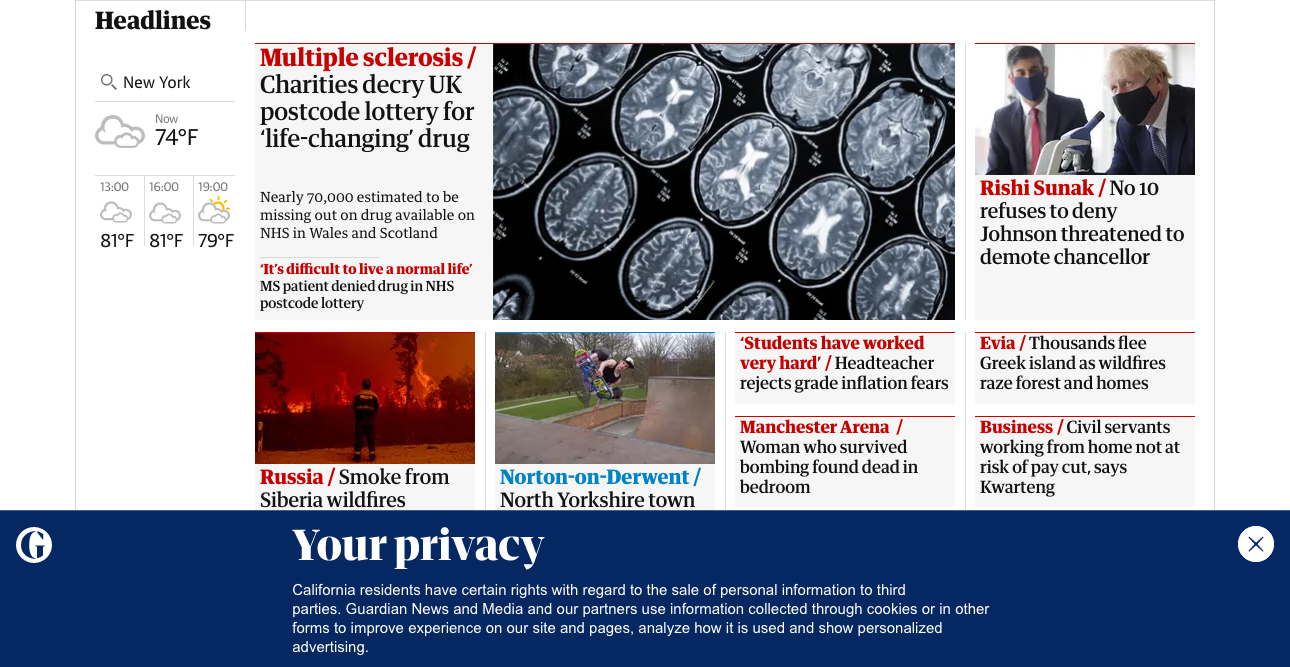 Headlines
New York
Now
74°F
13:00
16:00
19:00
81°F
81°F
79°F
Multiple sclerosis /
Charities decry UK
postcode lottery for
‘life-changing’ drug
Nearly 70,000 estimated to be
missing out on drug available on
NHS in Wales and Scotland
‘It’s difficult to live a normal life’
MS patient denied drug in NHS
postcode lottery
Rishi Sunak / No 10
refuses to deny
Johnson threatened to
demote chancellor
Russia / Smoke from
Siberia wildfires
Norton-on-Derwent /
North Yorkshire town
‘Students have worked
very hard’ / Headteacher
rejects grade inflation fears
Manchester Arena /
Woman who survived
bombing found dead in
bedroom
Evia / Thousands flee
Greek island as wildfires
raze forest and homes
Business / Civil servants
working from home not at
risk of pay cut, says
Kwarteng
G
Your privacy
California residents have certain rights with regard to the sale of personal information to third
parties. Guardian News and Media and our partners use information collected through cookies or in other
forms to improve experience on our site and pages, analyze how it is used and show personalized
advertising.